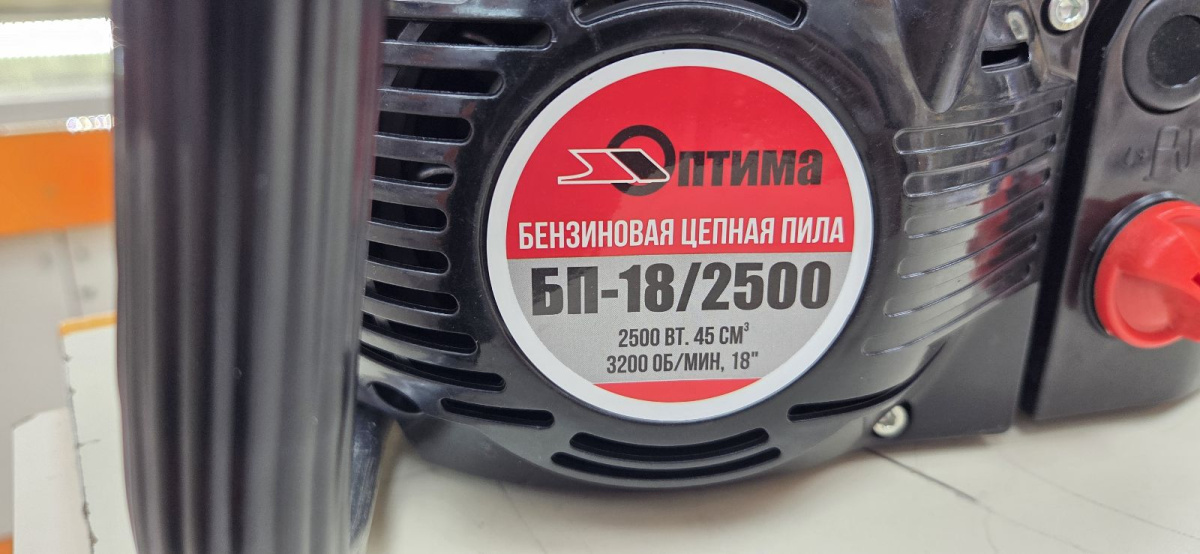 Оптима
БЕНЗИНОВАЯ ЦЕПНАЯ ПИЛА
БП-18/2500
2500 ВТ. 45 СМ³
3200 ОБ/МИН, 18"